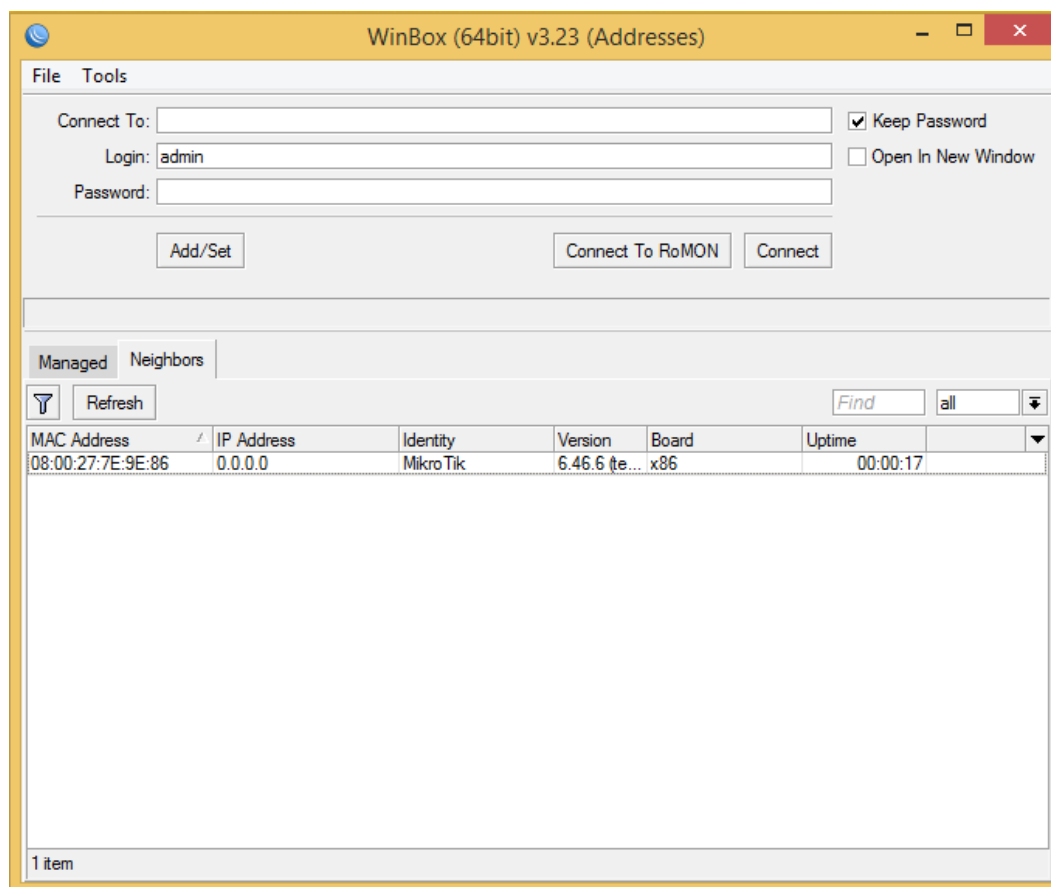 WinBox (64bit) v3.23 (Addresses)
File Tools
Connect To: Keep Password
Login: admin Open In New Window
Password:
Add/Set Connect To RoMON Connect
Managed Neighbors
Refresh Find all
MAC Address IP Address Identity Version Board Uptime
08:00:27:7E:9E:86 0.0.0.0 MikroTik 6.46.6 (te... x86 00:00:17
1 item